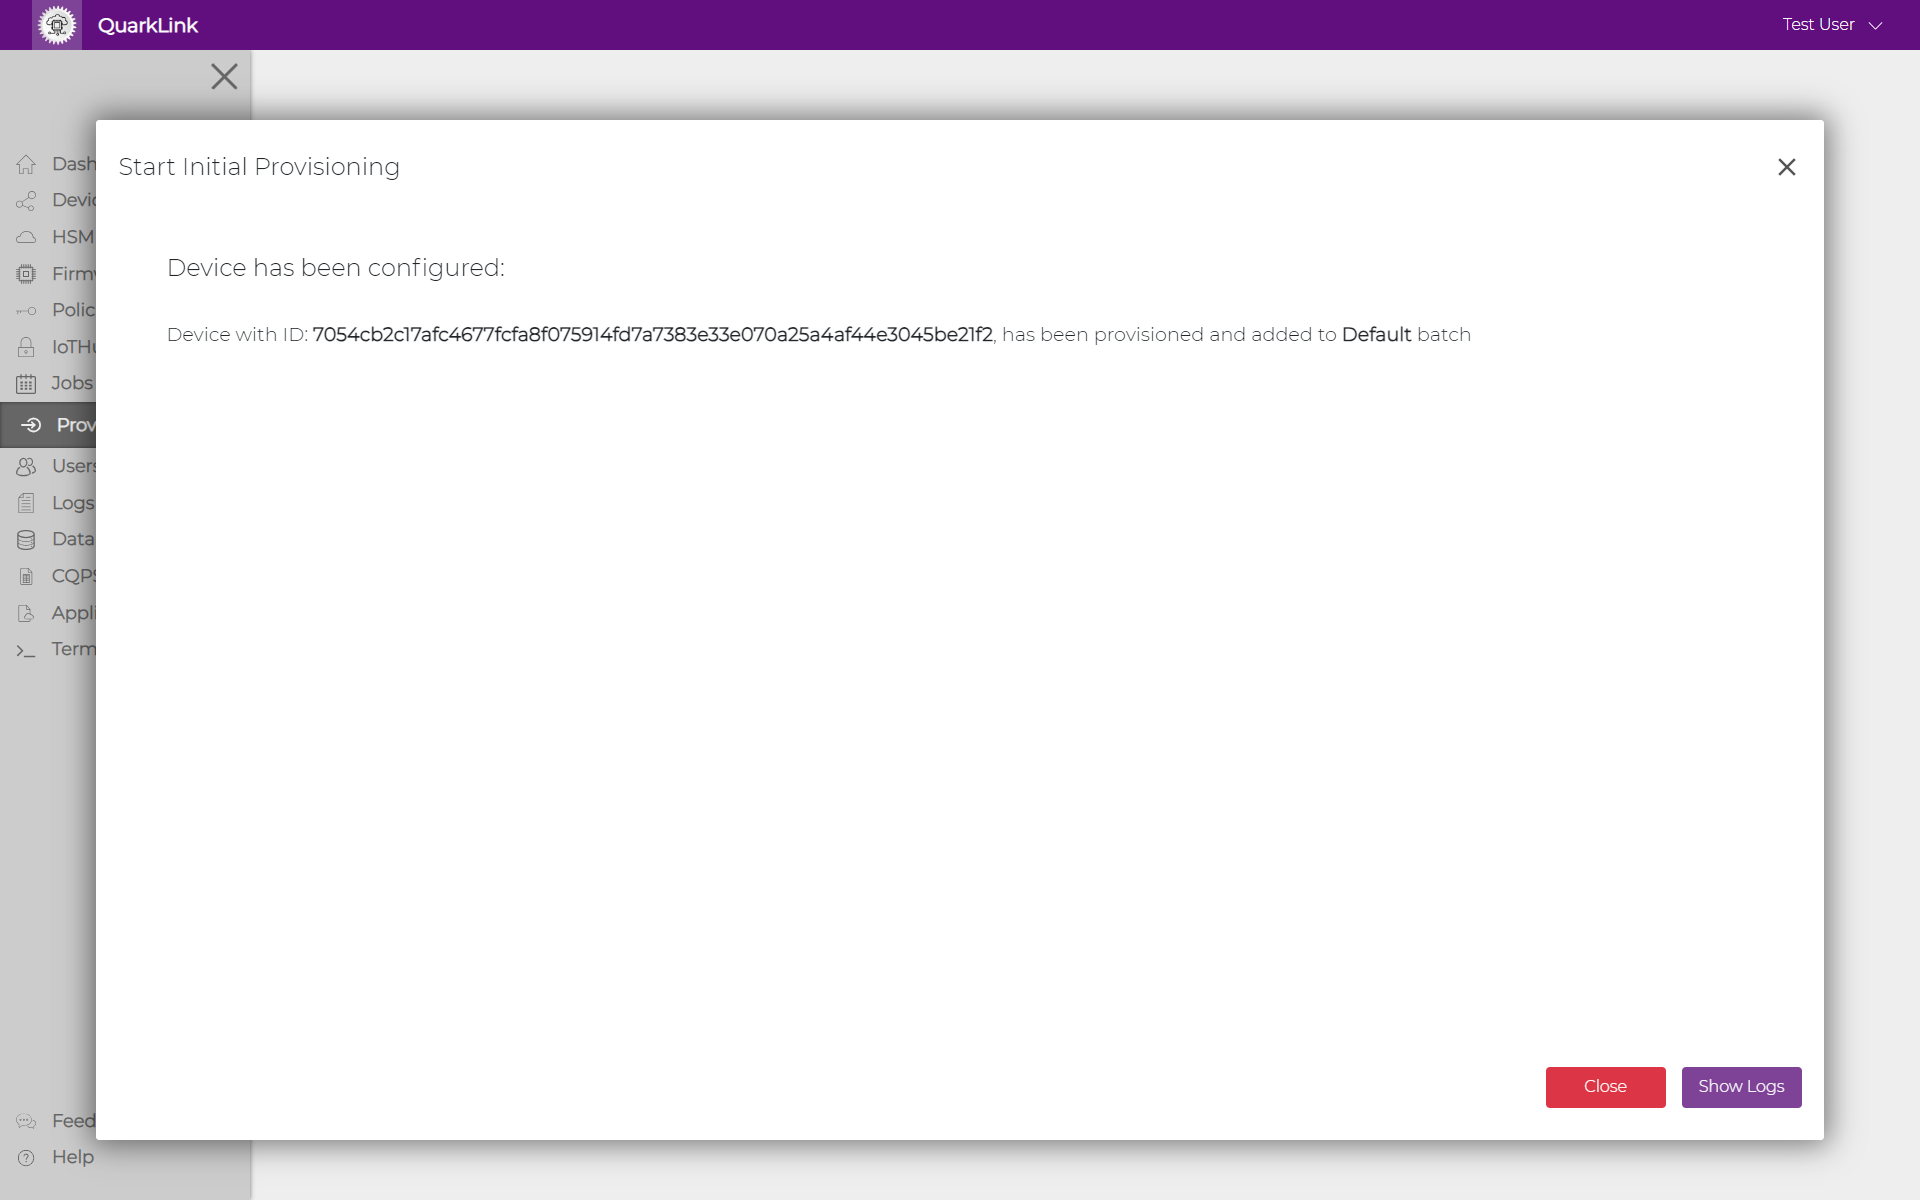 QuarkLink
Test User
Start Initial Provisioning
Device has been configured:
Device with ID: 7054cb2c17afc4677fcfa8f075914fd7a7383e33e070a25a4af44e3045be21f2, has been provisioned and added to Default batch
Close
Show Logs
Dash
Devic
HSM
Firmw
Polic
IoTHu
Jobs
Prov
Users
Logs
Data
CQPS
Appli
Term
Feed
Help